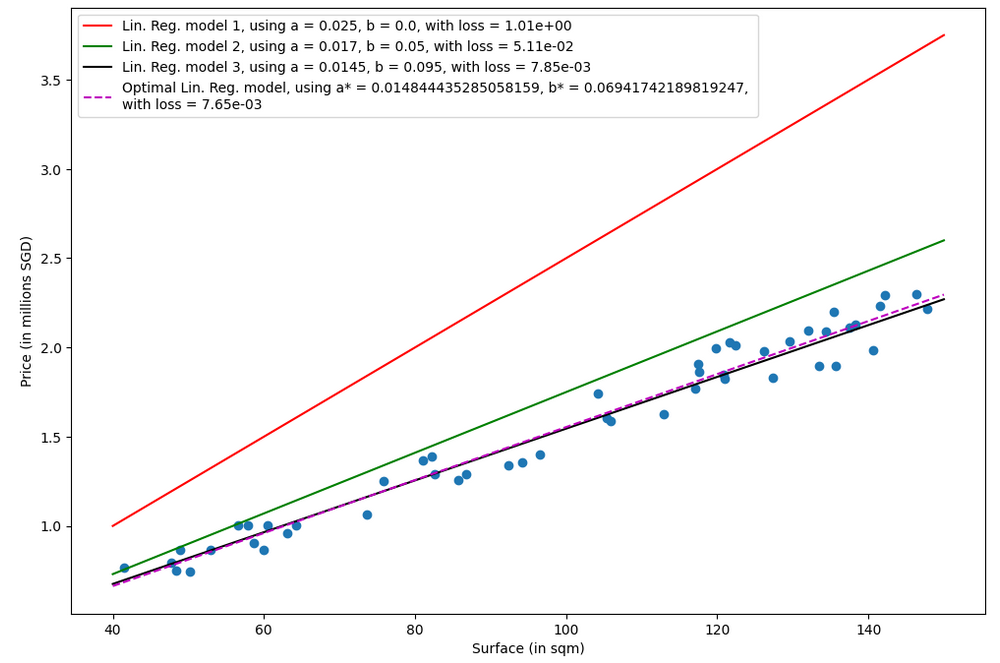 Lin. Reg. model 1, using a = 0.025, b = 0.0, with loss = 1.01e+00
Lin. Reg. model 2, using a = 0.017, b = 0.05, with loss = 5.11e-02
Lin. Reg. model 3, using a = 0.0145, b = 0.095, with loss = 7.85e-03
Optimal Lin. Reg. model, using a* = 0.014844435285058159, b* = 0.06941742189819247,
with loss = 7.65e-03
3.5
3.0
2.5
2.0
1.5
1.0
Price (in millions SGD)
40 60 80 100 120 140
Surface (in sqm)